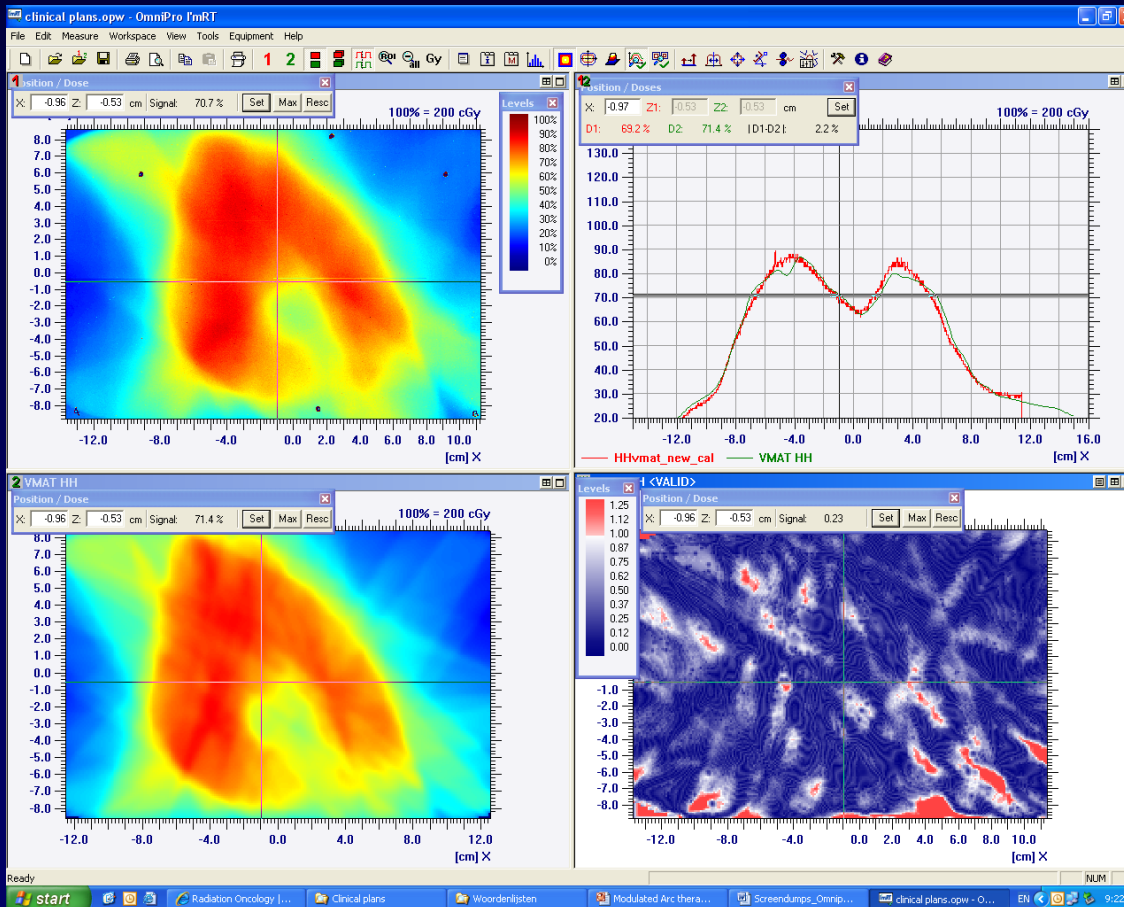 clinical plans.opw - OmniPro I'mRT
File Edit Measure Workspace View Tools Equipment Help
1 2 ROI all Gy
1
Position / Dose
X: -0.96 Z: -0.53 cm Signal: 70.7 % Set Max Resc
100% = 200 cGy
8.0
6.0
5.0
4.0
3.0
2.0
1.0
0.0
-1.0
-2.0
-3.0
-4.0
-5.0
-6.0
-7.0
-8.0
-12.0 -8.0 -4.0 0.0 2.0 4.0 6.0 8.0 11.0
[cm] X
Levels
100%
90%
80%
70%
60%
50%
40%
30%
20%
10%
0%
12
Position / Doses
X: -0.97 Z1: -0.53 Z2: -0.53 cm Set
D1: 69.2 % D2: 71.4 % |D1-D2|: 2.2 %
100% = 200 cGy
130.0
120.0
110.0
100.0
90.0
80.0
70.0
60.0
50.0
40.0
30.0
20.0
-12.0 -8.0 -4.0 0.0 4.0 8.0 12.0 16.0
[cm] X
HHvmat_new_cal VMAT HH
2 VMAT HH
Position / Dose
X: -0.96 Z: -0.53 cm Signal: 71.4 % Set Max Resc
100% = 200 cGy
8.0
6.0
5.0
4.0
3.0
2.0
1.0
0.0
-1.0
-2.0
-3.0
-4.0
-5.0
-6.0
-7.0
-8.0
-12.0 -8.0 -4.0 0.0 4.0 8.0 12.0
[cm] X
H <VALID>
Levels
1.25
1.12
1.00
0.87
0.75
0.62
0.50
0.37
0.25
0.12
0.00
Position / Dose
X: -0.96 Z: -0.53 cm Signal: 0.23 Set Max Resc
-1.0
-2.0
-3.0
-4.0
-5.0
-6.0
-7.0
-8.0
-12.0 -8.0 -4.0 0.0 2.0 4.0 6.0 8.0 10.0
[cm] X
Ready NUM
start Radiation Oncology |... Clinical plans Woordenlijsten Modulated Arc thera... Screendumps_Omnip... clinical plans.opw - O... EN 9:22